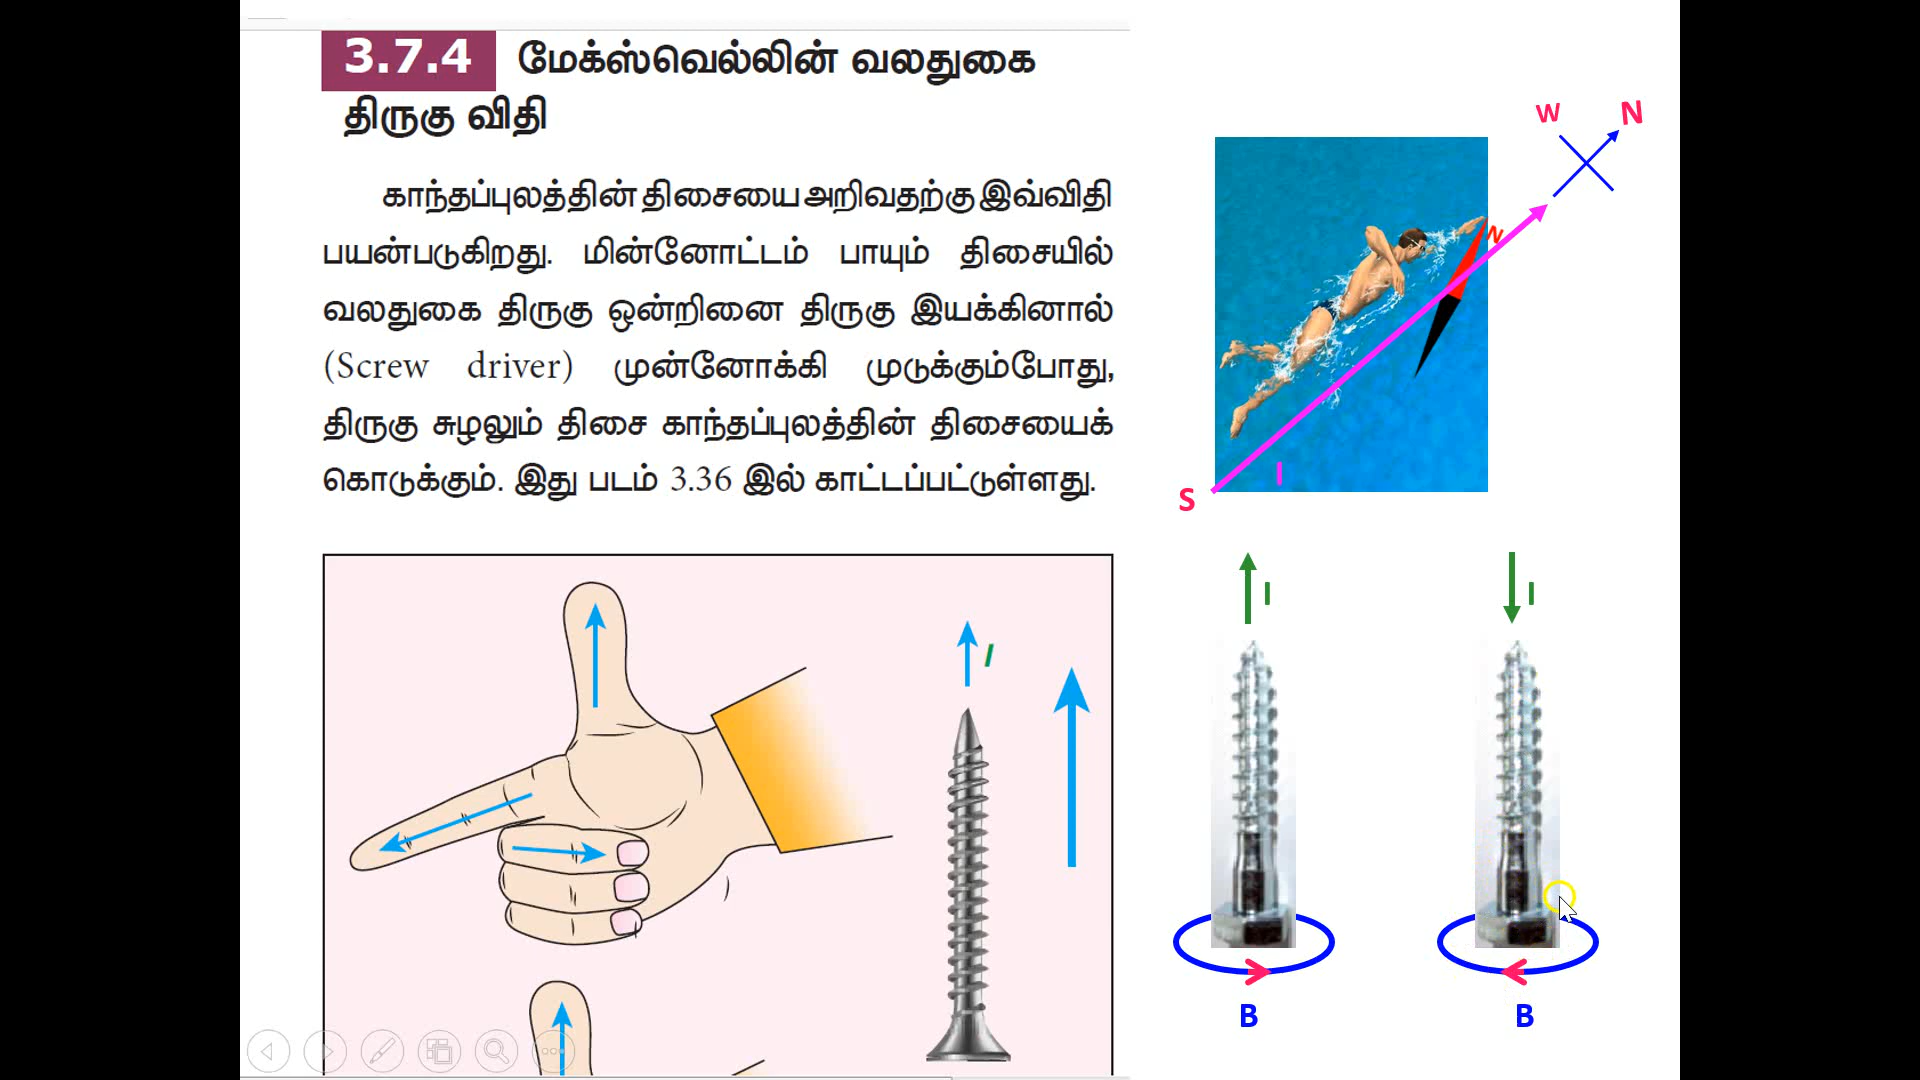 3.7.4 மேக்ஸ்வெல்லின் வலதுகை
திருகு விதி
காந்தப்புலத்தின் திசையை அறிவதற்கு இவ்விதி
பயன்படுகிறது. மின்னோட்டம் பாயும் திசையில்
வலதுகை திருகு ஒன்றினை திருகு இயக்கினால்
(Screw driver) முன்னோக்கி முடுக்கும்போது,
திருகு சுழலும் திசை காந்தப்புலத்தின் திசையைக்
கொடுக்கும். இது படம் 3.36 இல் காட்டப்பட்டுள்ளது.
I
W N
N
I
S
I I
B B